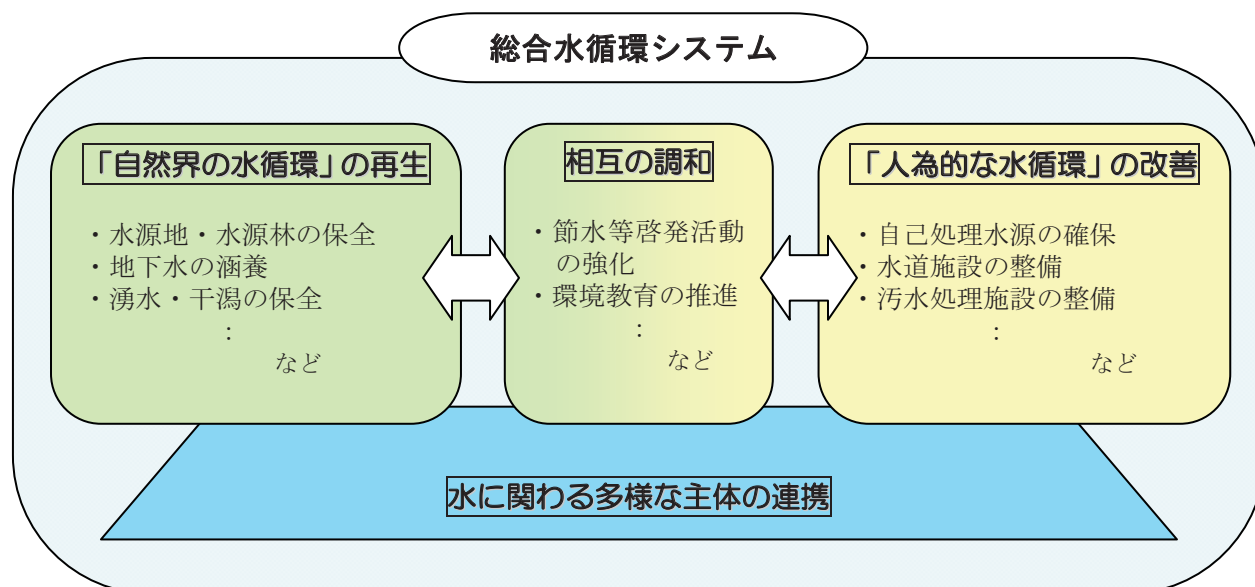 総合水循環システム
「自然界の水循環」の再生
・水源地・水源林の保全
・地下水の涵養
・湧水・干潟の保全
：
など
相互の調和
・節水等啓発活動
の強化
・環境教育の推進
：
など
「人為的な水循環」の改善
・自己処理水源の確保
・水道施設の整備
・汚水処理施設の整備
：
など
水に関わる多様な主体の連携